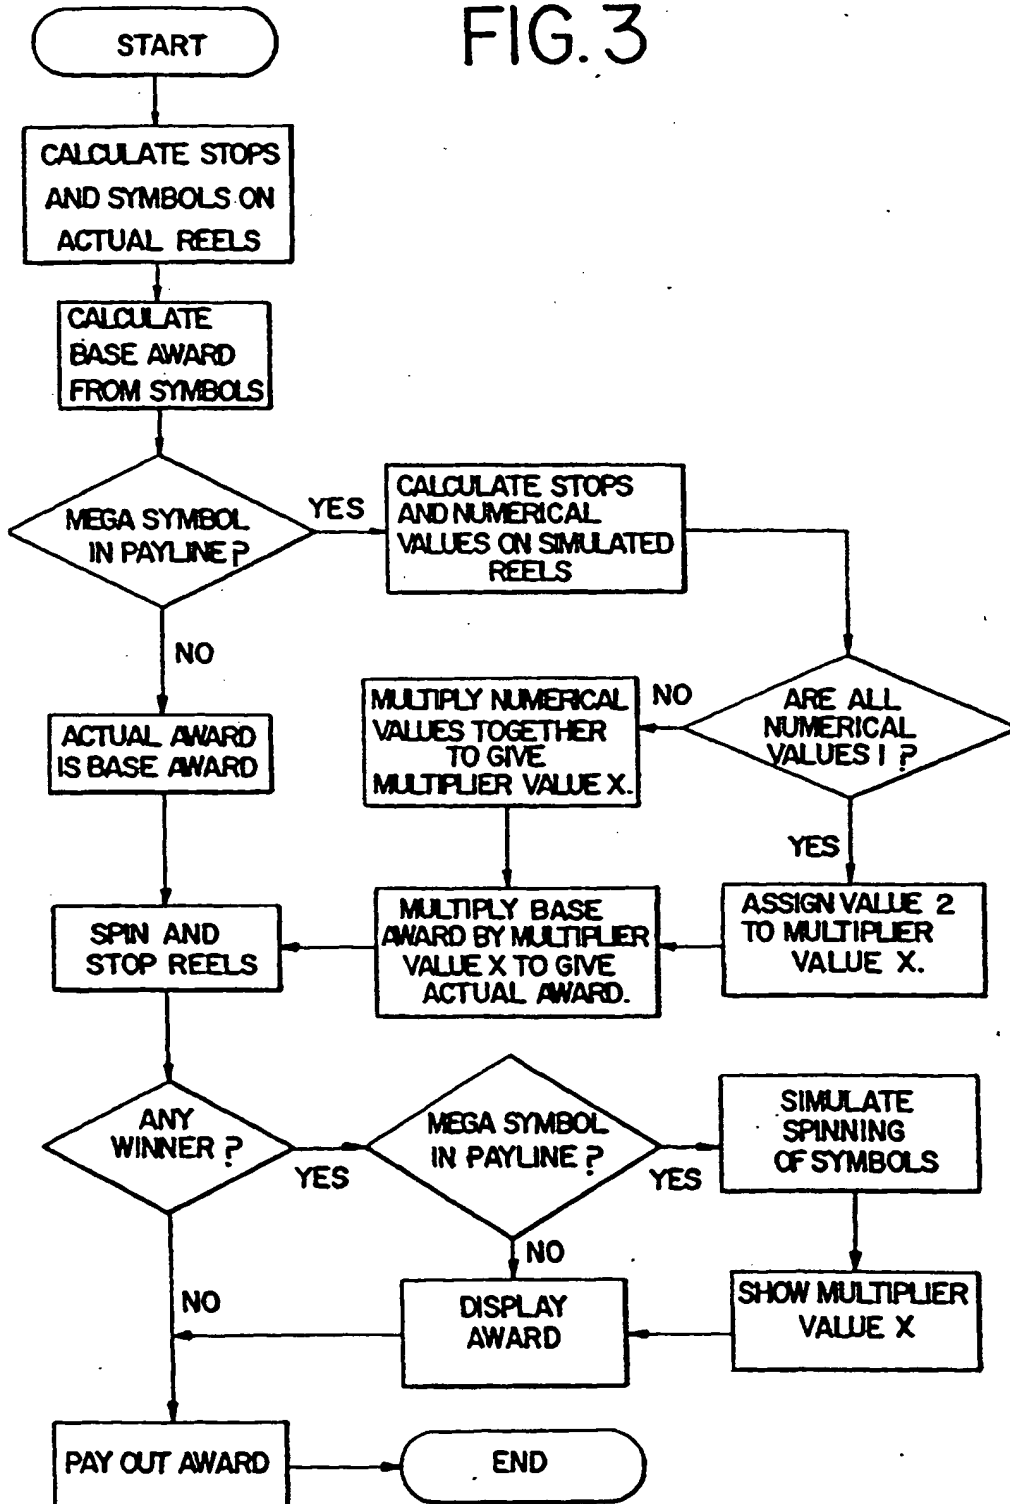 FIG. 3
START
CALCULATE STOPS
AND SYMBOLS ON
ACTUAL REELS
CALCULATE
BASE AWARD
FROM SYMBOLS
MEGA SYMBOL
IN PAYLINE?
YES
CALCULATE STOPS
AND NUMERICAL
VALUES ON SIMULATED
REELS
NO
ARE ALL
NUMERICAL
VALUES 1 ?
NO
MULTIPLY NUMERICAL
VALUES TOGETHER
TO GIVE
MULTIPLIER VALUE X.
ACTUAL AWARD
IS BASE AWARD
YES
ASSIGN VALUE 2
TO MULTIPLIER
VALUE X.
MULTIPLY BASE
AWARD BY MULTIPLIER
VALUE X TO GIVE
ACTUAL AWARD.
SPIN AND
STOP REELS
ANY
WINNER ?
YES
MEGA SYMBOL
IN PAYLINE ?
YES
SIMULATE
SPINNING
OF SYMBOLS
NO
NO
DISPLAY
AWARD
SHOW MULTIPLIER
VALUE X
PAY OUT AWARD
END